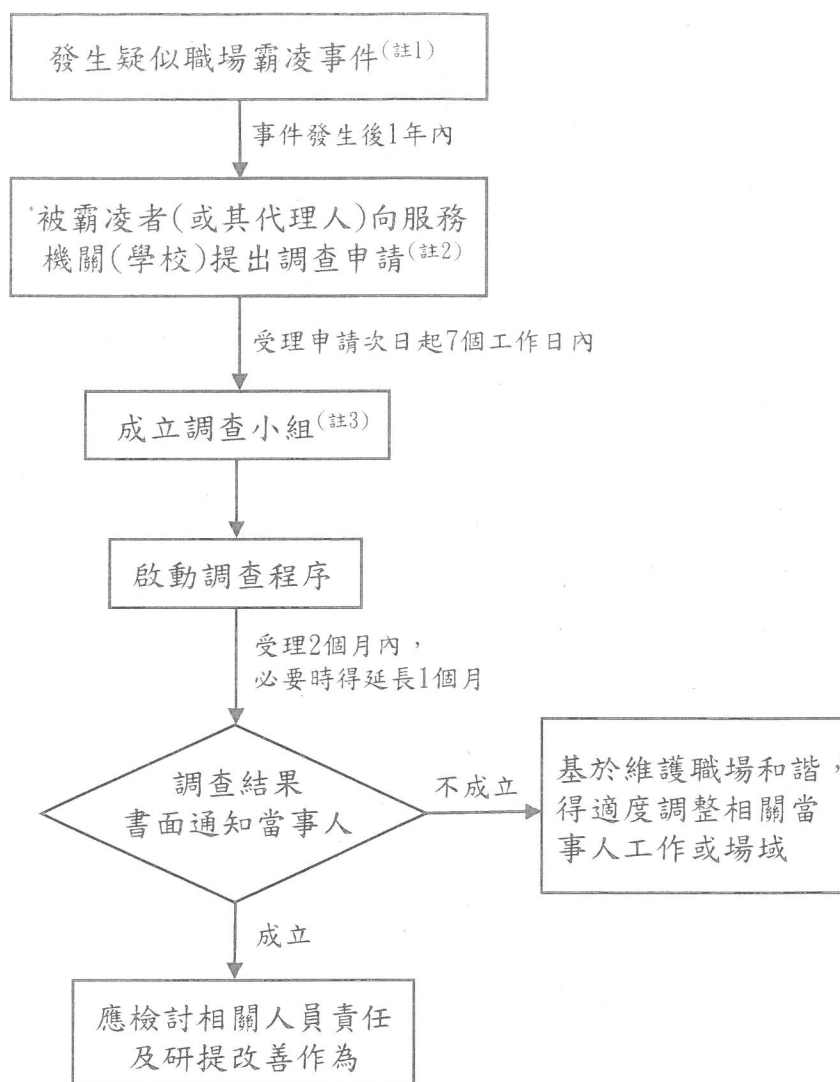 發生疑似職場霸凌事件(註1)
事件發生後1年內
被霸凌者(或其代理人)向服務
機關(學校)提出調查申請(註2)
受理申請次日起7個工作日內
成立調查小組(註3)
啟動調查程序
受理2個月內，
必要時得延長1個月
調查結果
書面通知當事人
不成立
基於維護職場和諧，
得適度調整相關當
事人工作或場域
成立
應檢討相關人員責任
及研提改善作為